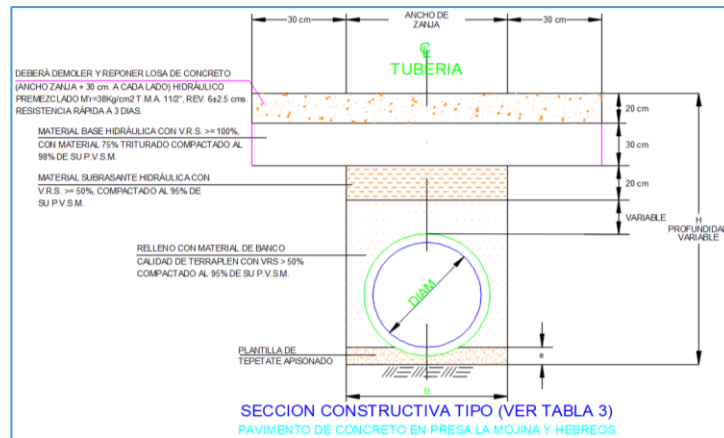 30 cm
ANCHO DE
ZANJA
30 cm
TUBERIA
DEBERÁ DEMOLER Y REPONER LOSA DE CONCRETO
(ANCHO ZANJA + 30 cm. A CADA LADO) HIDRÁULICO
PREMEZCLADO M'r=38Kg/cm2 T.M.A. 11/2", REV. 6±2.5 cms.
RESISTENCIA RÁPIDA A 3 DIAS.
20 cm
MATERIAL BASE HIDRÁULICA CON V.R.S. >= 100%,
CON MATERIAL 75% TRITURADO COMPACTADO AL
98% DE SU P.V.S.M.
30 cm
MATERIAL SUBRASANTE HIDRÁULICA CON
V.R.S. >= 50%, COMPACTADO AL 95% DE
SU P.V.S.M.
20 cm
VARIABLE
H
PROFUNDIDAD
VARIABLE
RELLENO CON MATERIAL DE BANCO
CALIDAD DE TERRAPLEN CON VRS > 50%
COMPACTADO AL 95% DE SU P.V.S.M.
DIAM
PLANTILLA DE
TEPETATE APISONADO
e
B
SECCION CONSTRUCTIVA TIPO (VER TABLA 3)
PAVIMENTO DE CONCRETO EN PRESA LA MOJINA Y HEBREOS